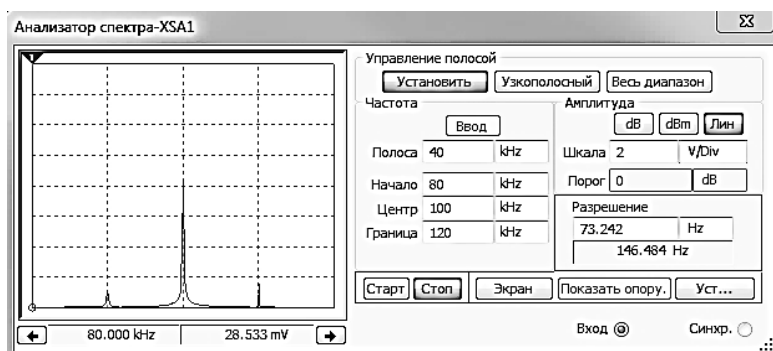 Анализатор спектра-XSA1
1
Управление полосой
Установить Узкополосный Весь диапазон
Частота
Ввод
Полоса 40 kHz
Начало 80 kHz
Центр 100 kHz
Граница 120 kHz
Амплитуда
dB dBm Лин
Шкала 2 V/Div
Порог 0 dB
Разрешение
73.242 Hz
146.484 Hz
Старт Стоп Экран Показать опору. Уст...
80.000 kHz 28.533 mV
Вход Синхр.